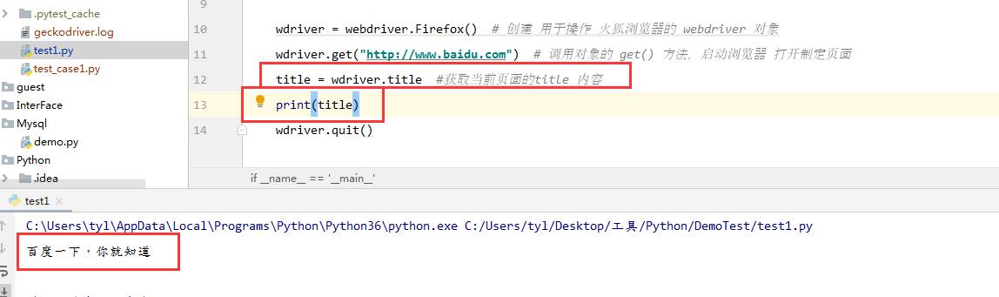 9
.pytest_cache
geckodriver.log
10 wdriver = webdriver.Firefox() # 创建 用于操作 火狐浏览器的 webdriver 对象
test1.py
11 wdriver.get("http://www.baidu.com") # 调用对象的 get() 方法, 启动浏览器 打开制定页面
test_case1.py
12 title = wdriver.title #获取当前页面的title 内容
guest
InterFace
13 print(title)
Mysql
14 wdriver.quit()
demo.py
Python
.idea
if __name__ == '__main__'
test1 ×
C:\Users\tyl\AppData\Local\Programs\Python\Python36\python.exe C:/Users/tyl/Desktop/工具/Python/DemoTest/test1.py
百度一下，你就知道